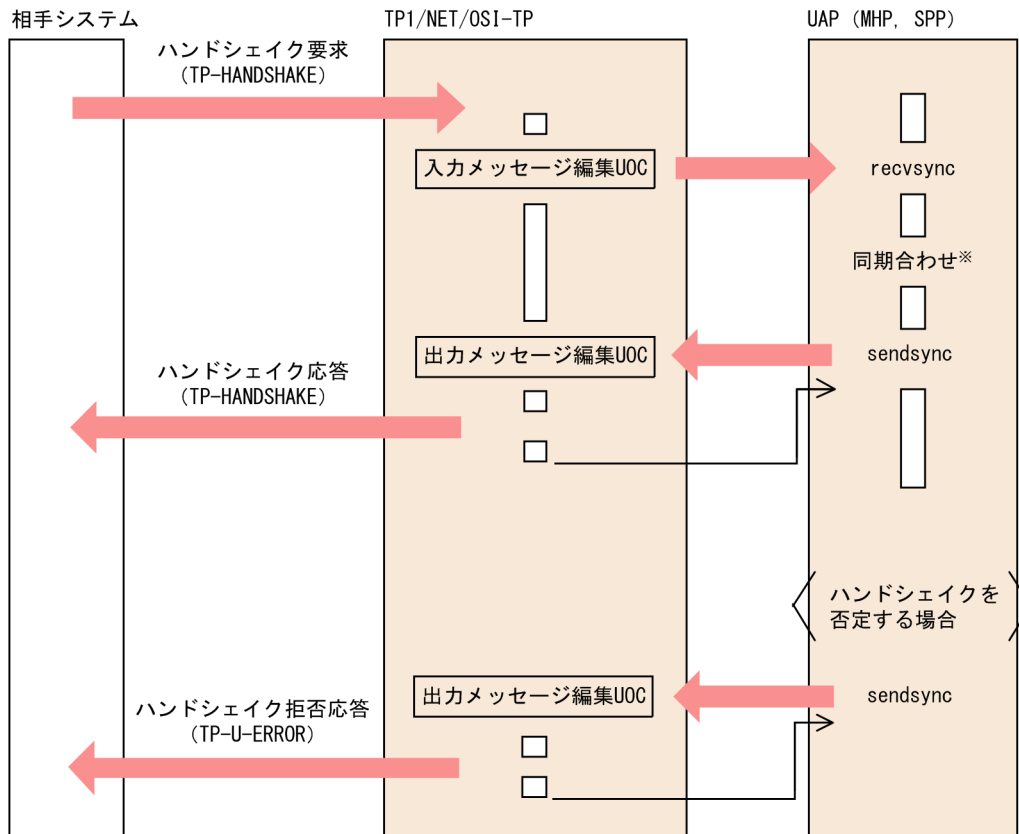 相手システム
TP1/NET/OSI-TP
UAP (MHP, SPP)
ハンドシェイク要求
(TP-HANDSHAKE)
入力メッセージ編集UOC
recvsync
同期合わせ※
出力メッセージ編集UOC
sendsync
ハンドシェイク応答
(TP-HANDSHAKE)
ハンドシェイクを
否定する場合
出力メッセージ編集UOC
sendsync
ハンドシェイク拒否応答
(TP-U-ERROR)